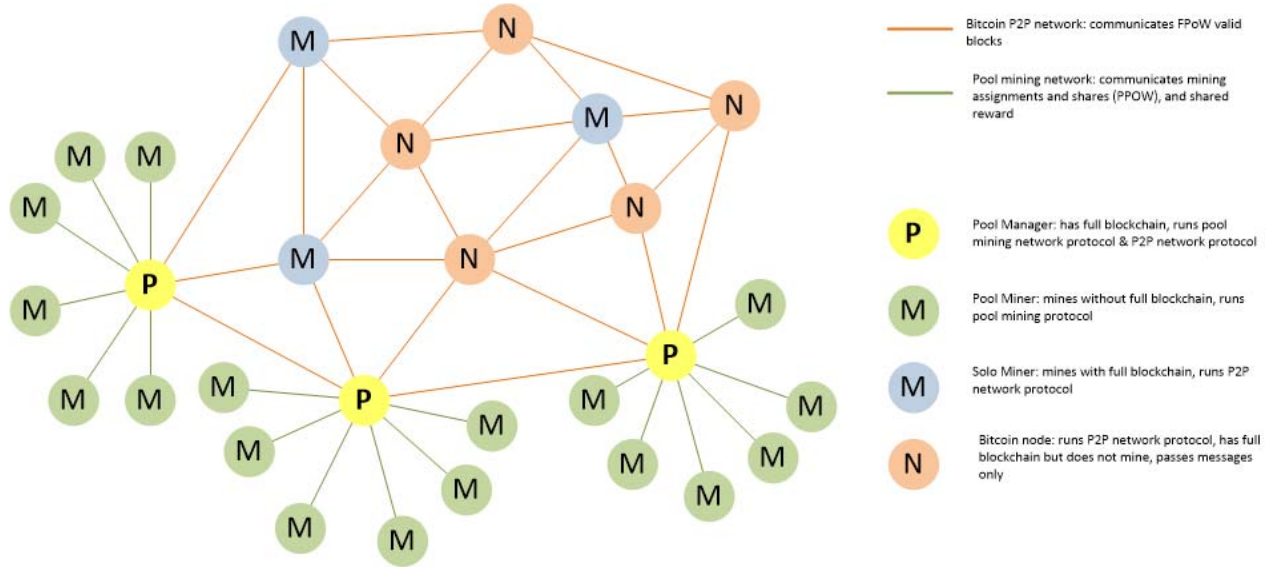 M
N
Bitcoin P2P network: communicates FPoW valid
blocks
Pool mining network: communicates mining
assignments and shares (PPOW), and shared
reward
N
M
N
M
M
M
N
M
N
P
M
P
M
M
M
M
P
M
M
M
M
M
M
M
M
M
M
M
M
P
Pool Manager: has full blockchain, runs pool
mining network protocol & P2P network protocol
M
Pool Miner: mines without full blockchain, runs
pool mining protocol
M
Solo Miner: mines with full blockchain, runs P2P
network protocol
N
Bitcoin node: runs P2P network protocol, has full
blockchain but does not mine, passes messages
only